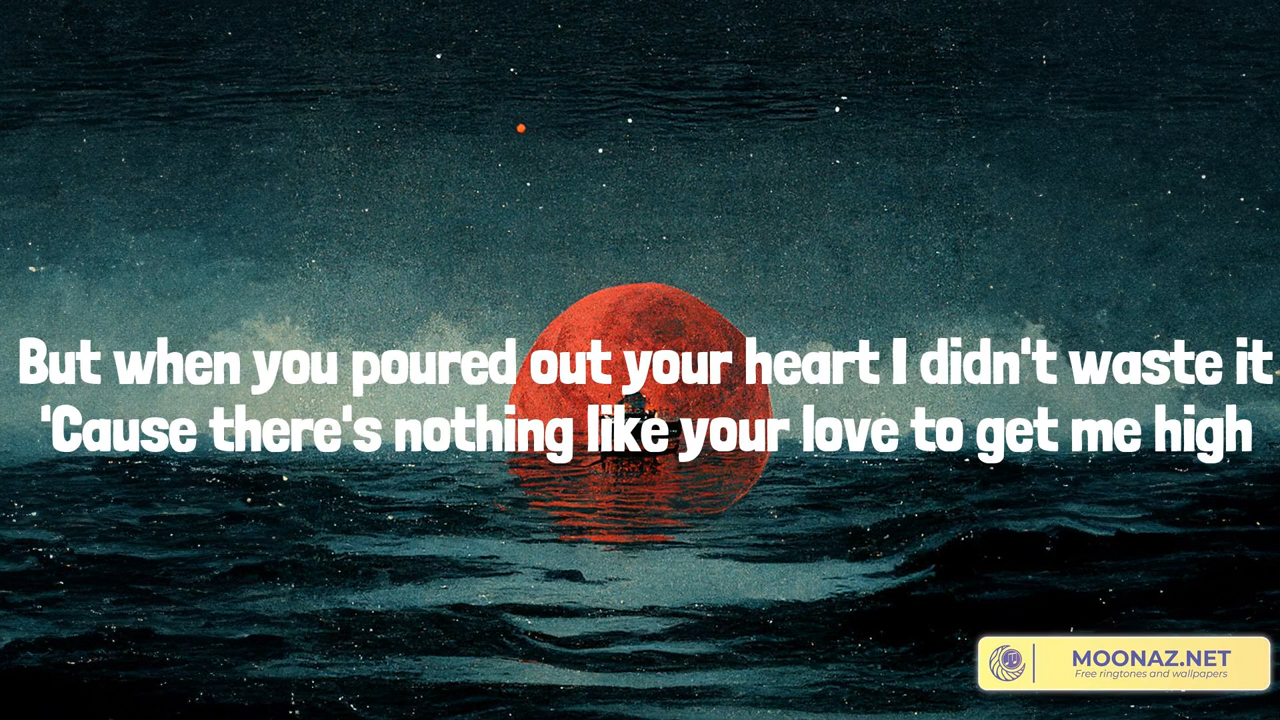 But when you poured out your heart I didn't waste it
'Cause there's nothing like your love to get me high
MOONAZ.NET
Free ringtones and wallpapers